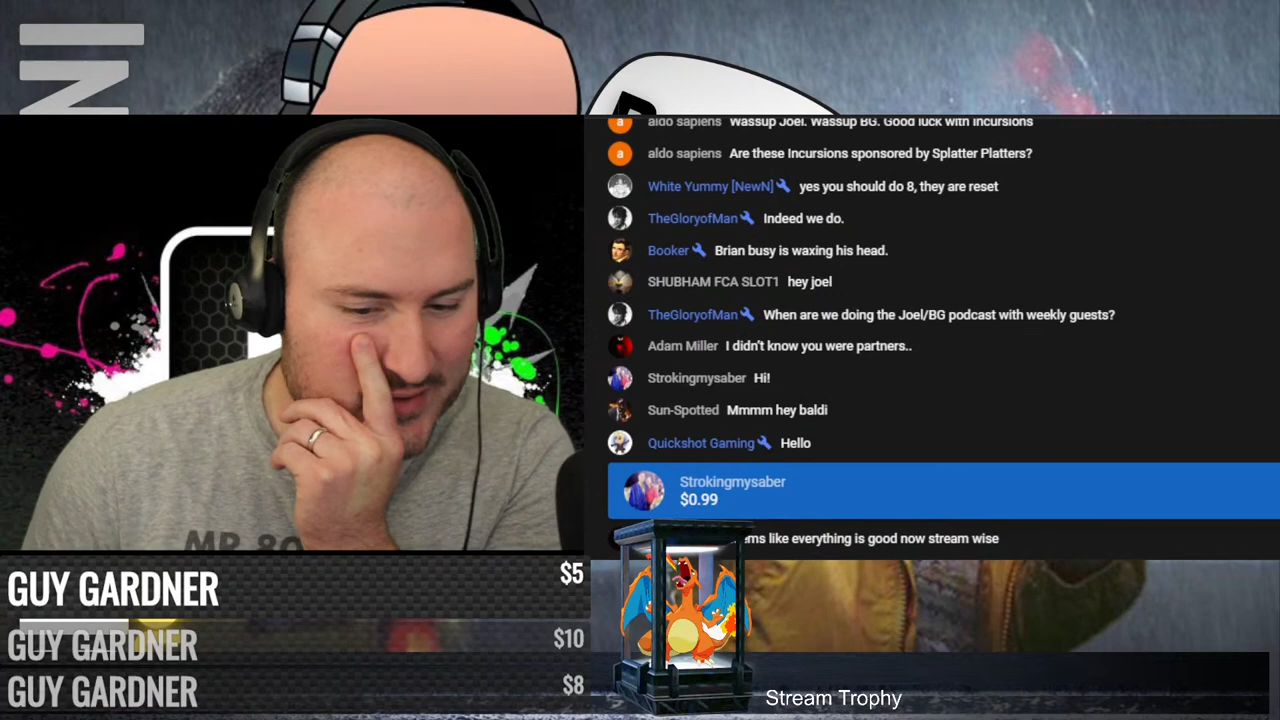 aldo sapiens Wassup Joel. Wassup BG. Good luck with Incursions
a aldo sapiens Are these Incursions sponsored by Splatter Platters?
White Yummy [NewN] yes you should do 8, they are reset
TheGloryofMan Indeed we do.
Booker Brian busy is waxing his head.
SHUBHAM FCA SLOT1 hey joel
TheGloryofMan When are we doing the Joel/BG podcast with weekly guests?
Adam Miller I didn't know you were partners..
Strokingmysaber Hi!
Sun-Spotted Mmmm hey baldi
Quickshot Gaming Hello
Strokingmysaber
$0.99
like everything is good now stream wise
GUY GARDNER $5
GUY GARDNER $10
GUY GARDNER $8
Stream Trophy